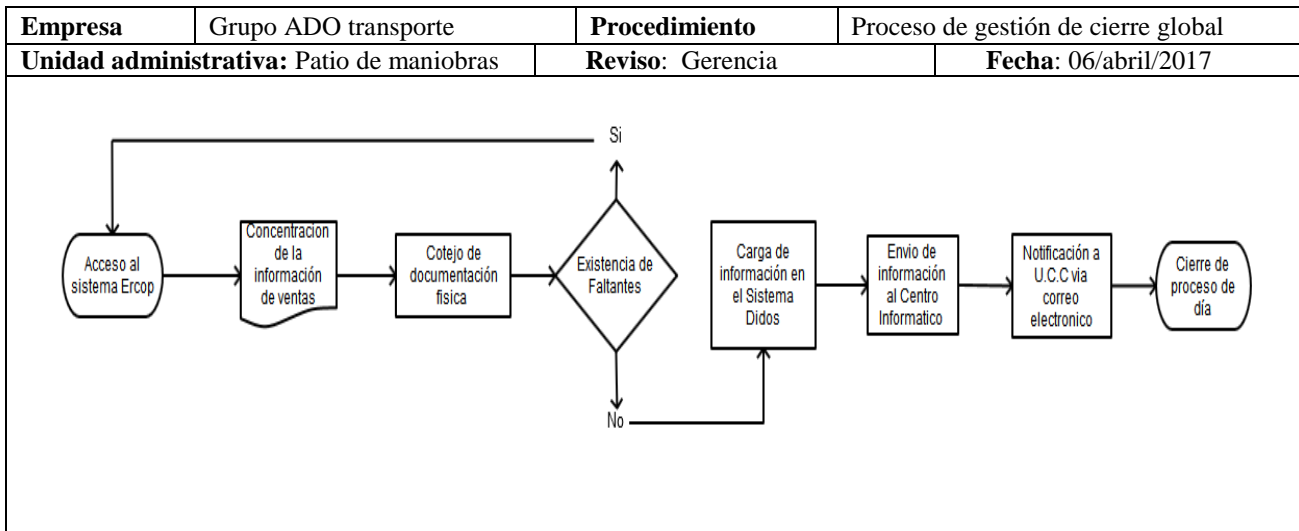 Empresa Grupo ADO transporte Procedimiento Proceso de gestión de cierre global
Unidad administrativa: Patio de maniobras Reviso: Gerencia Fecha: 06/abril/2017
Si
Acceso al
sistema Ercop
Concentracion
de la
información
de ventas
Cotejo de
documentación
fisica
Existencia de
Faltantes
No
Carga de
información en
el Sistema
Didos
Envio de
información
al Centro
Informatico
Notificación a
U.C.C via
correo
electronico
Cierre de
proceso de
día